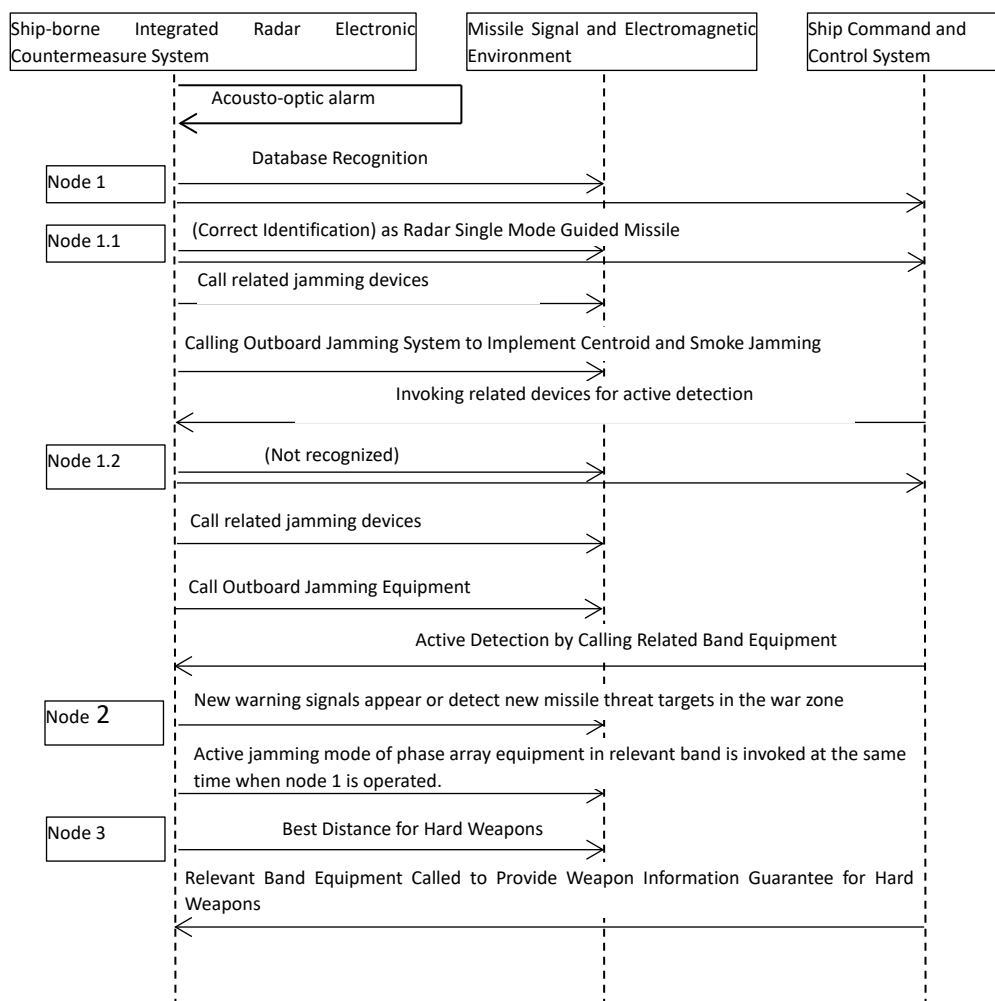 Ship-borne Integrated Radar Electronic
Countermeasure System
Missile Signal and Electromagnetic
Environment
Ship Command and
Control System
Acousto-optic alarm
Database Recognition
Node 1
(Correct Identification) as Radar Single Mode Guided Missile
Node 1.1
Call related jamming devices
Calling Outboard Jamming System to Implement Centroid and Smoke Jamming
Invoking related devices for active detection
Node 1.2
(Not recognized)
Call related jamming devices
Call Outboard Jamming Equipment
Active Detection by Calling Related Band Equipment
New warning signals appear or detect new missile threat targets in the war zone
Node 2
Active jamming mode of phase array equipment in relevant band is invoked at the same
time when node 1 is operated.
Node 3
Best Distance for Hard Weapons
Relevant Band Equipment Called to Provide Weapon Information Guarantee for Hard
Weapons